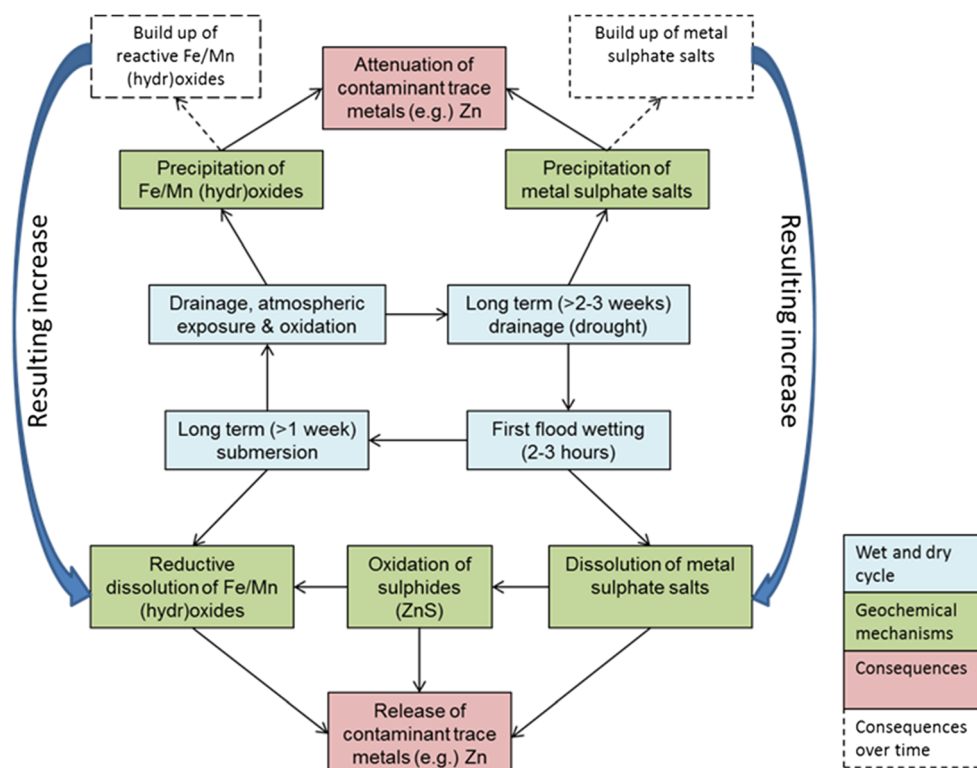 Build up of
reactive Fe/Mn
(hydr)oxides
Attenuation of
contaminant trace
metals (e.g.) Zn
Build up of metal
sulphate salts
Precipitation of
Fe/Mn (hydr)oxides
Precipitation of
metal sulphate salts
Resulting increase
Resulting increase
Drainage, atmospheric
exposure & oxidation
Long term (>2-3 weeks)
drainage (drought)
Long term (>1 week)
submersion
First flood wetting
(2-3 hours)
Reductive
dissolution of Fe/Mn
(hydr)oxides
Oxidation of
sulphides
(ZnS)
Dissolution of metal
sulphate salts
Release of
contaminant trace
metals (e.g.) Zn
Wet and dry
cycle
Geochemical
mechanisms
Consequences
Consequences
over time